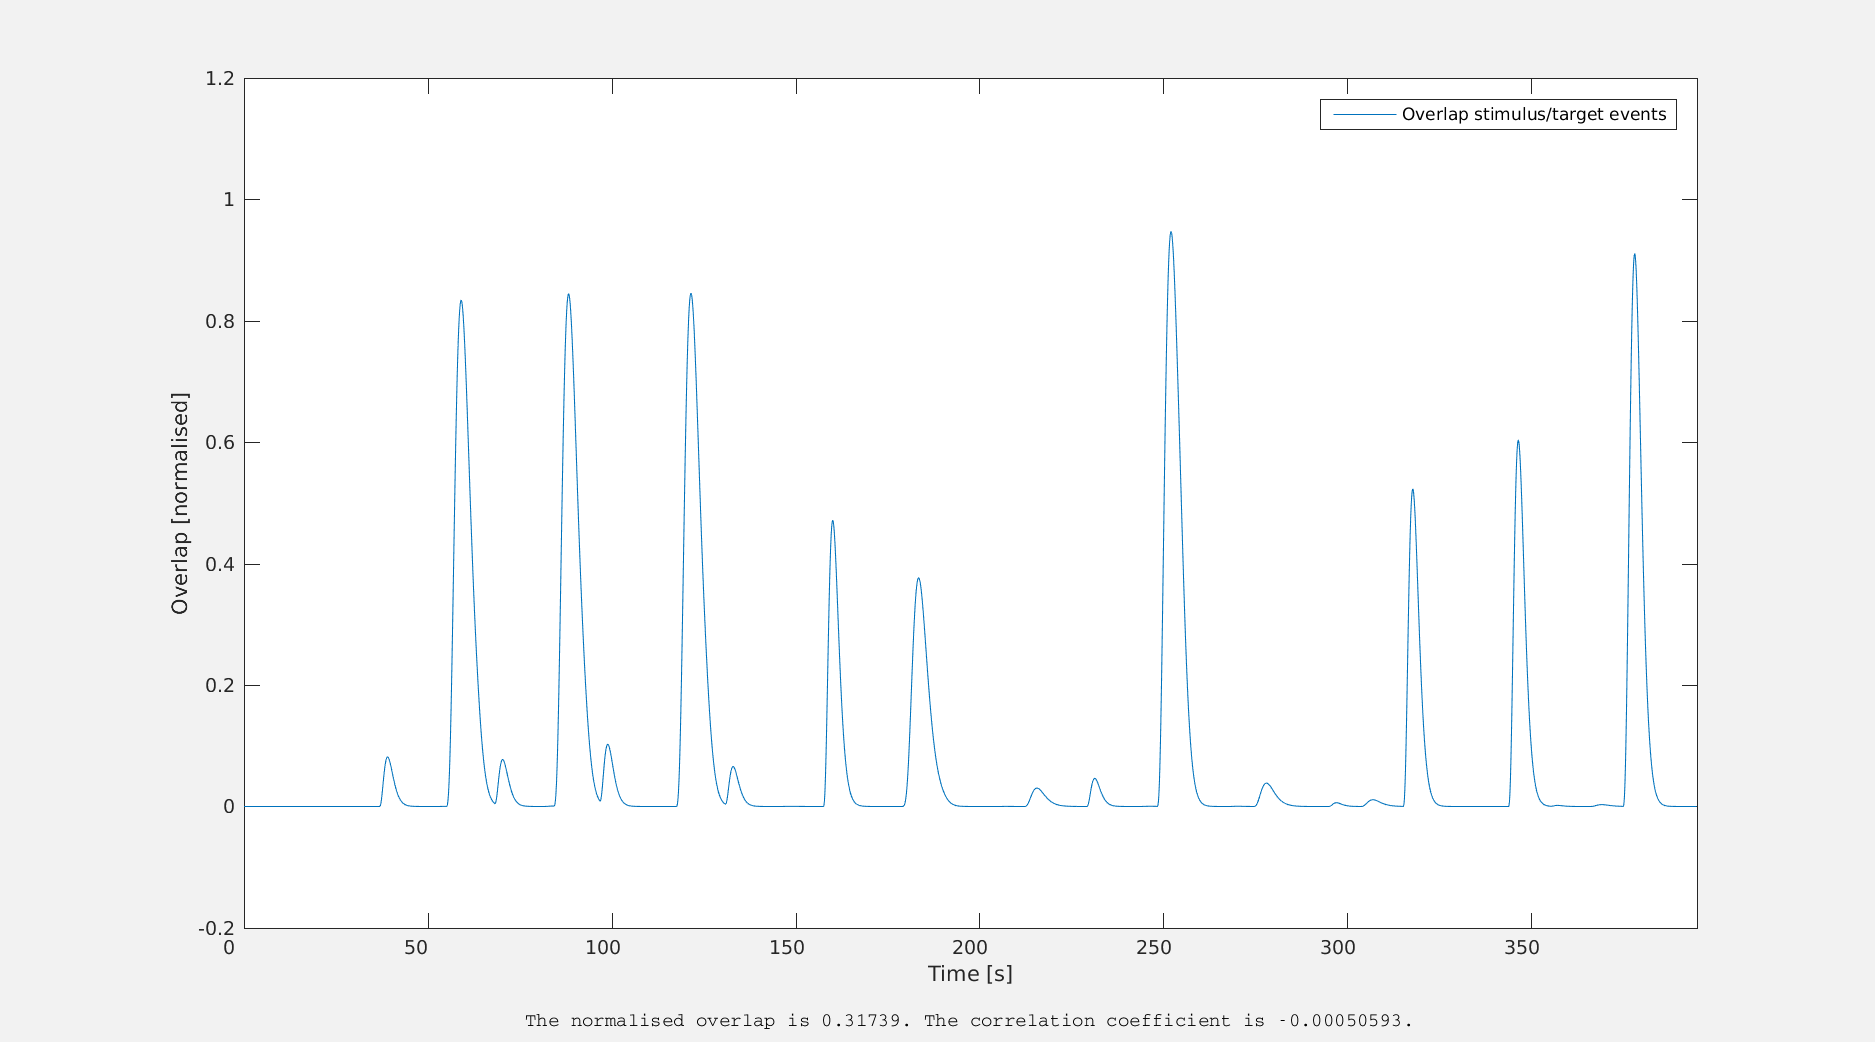 1.2
Overlap stimulus/target events
1
0.8
0.6
0.4
0.2
0
-0.2
Overlap [normalised]
0 50 100 150 200 250 300 350
Time [s]
The normalised overlap is 0.31739. The correlation coefficient is -0.00050593.